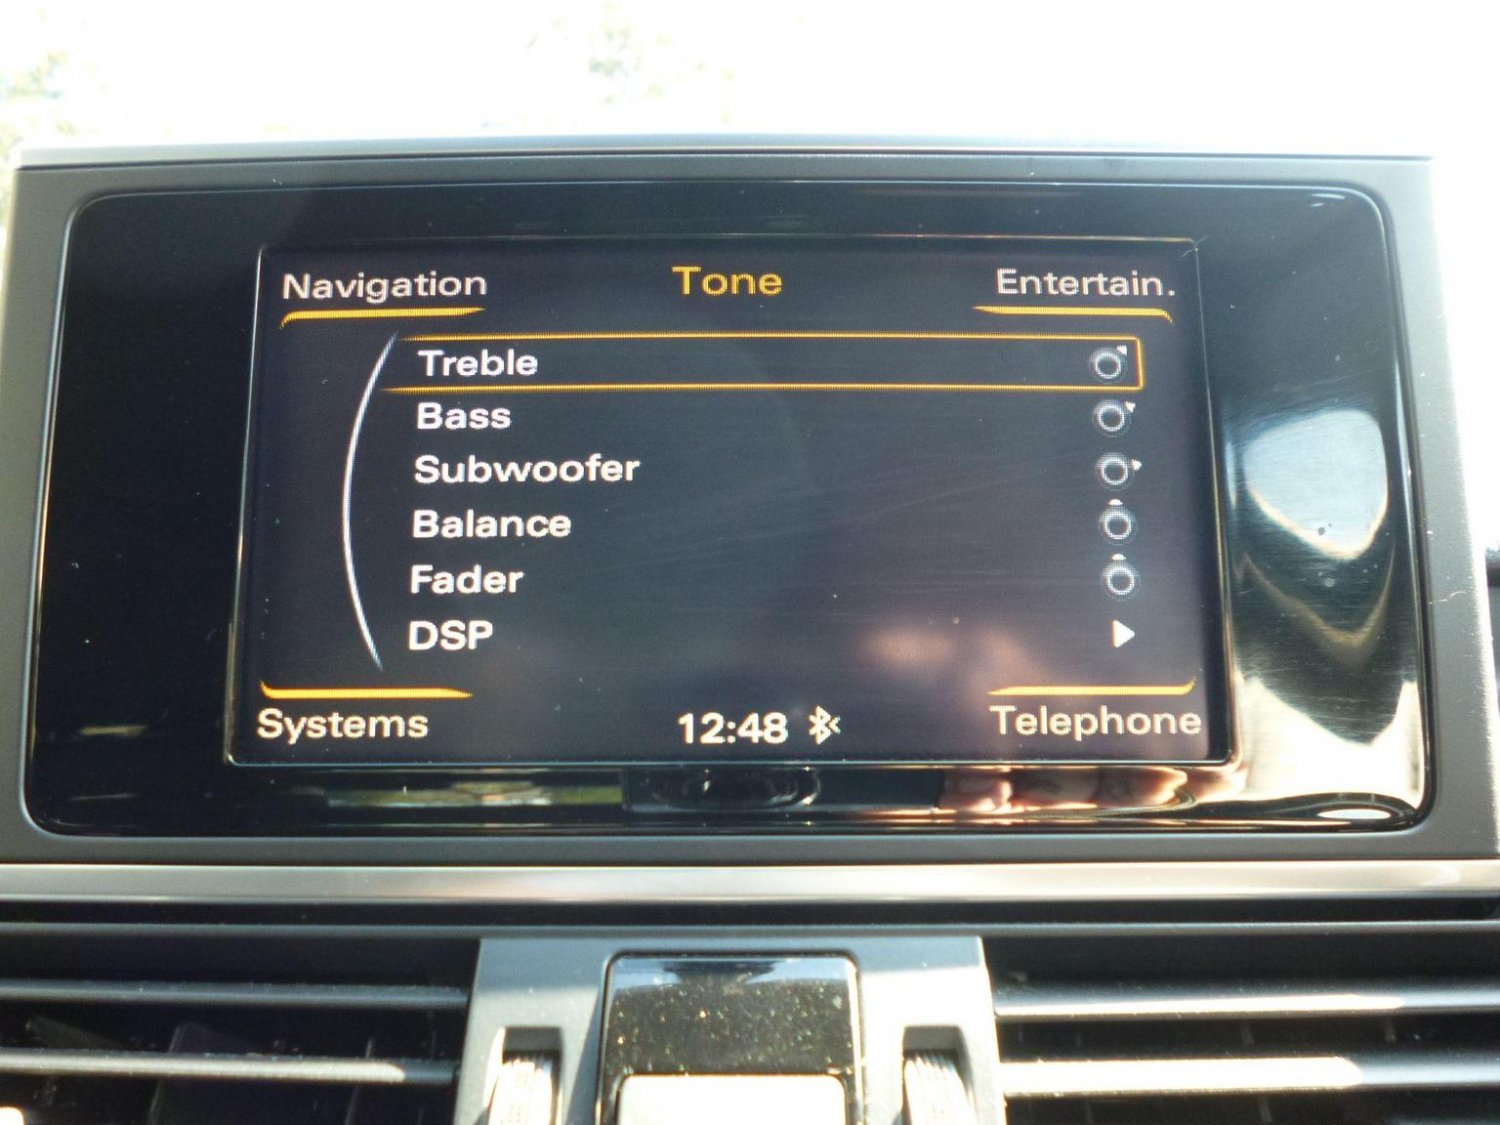 Navigation Tone Entertain.
Treble
Bass
Subwoofer
Balance
Fader
DSP
Systems 12:48 Telephone